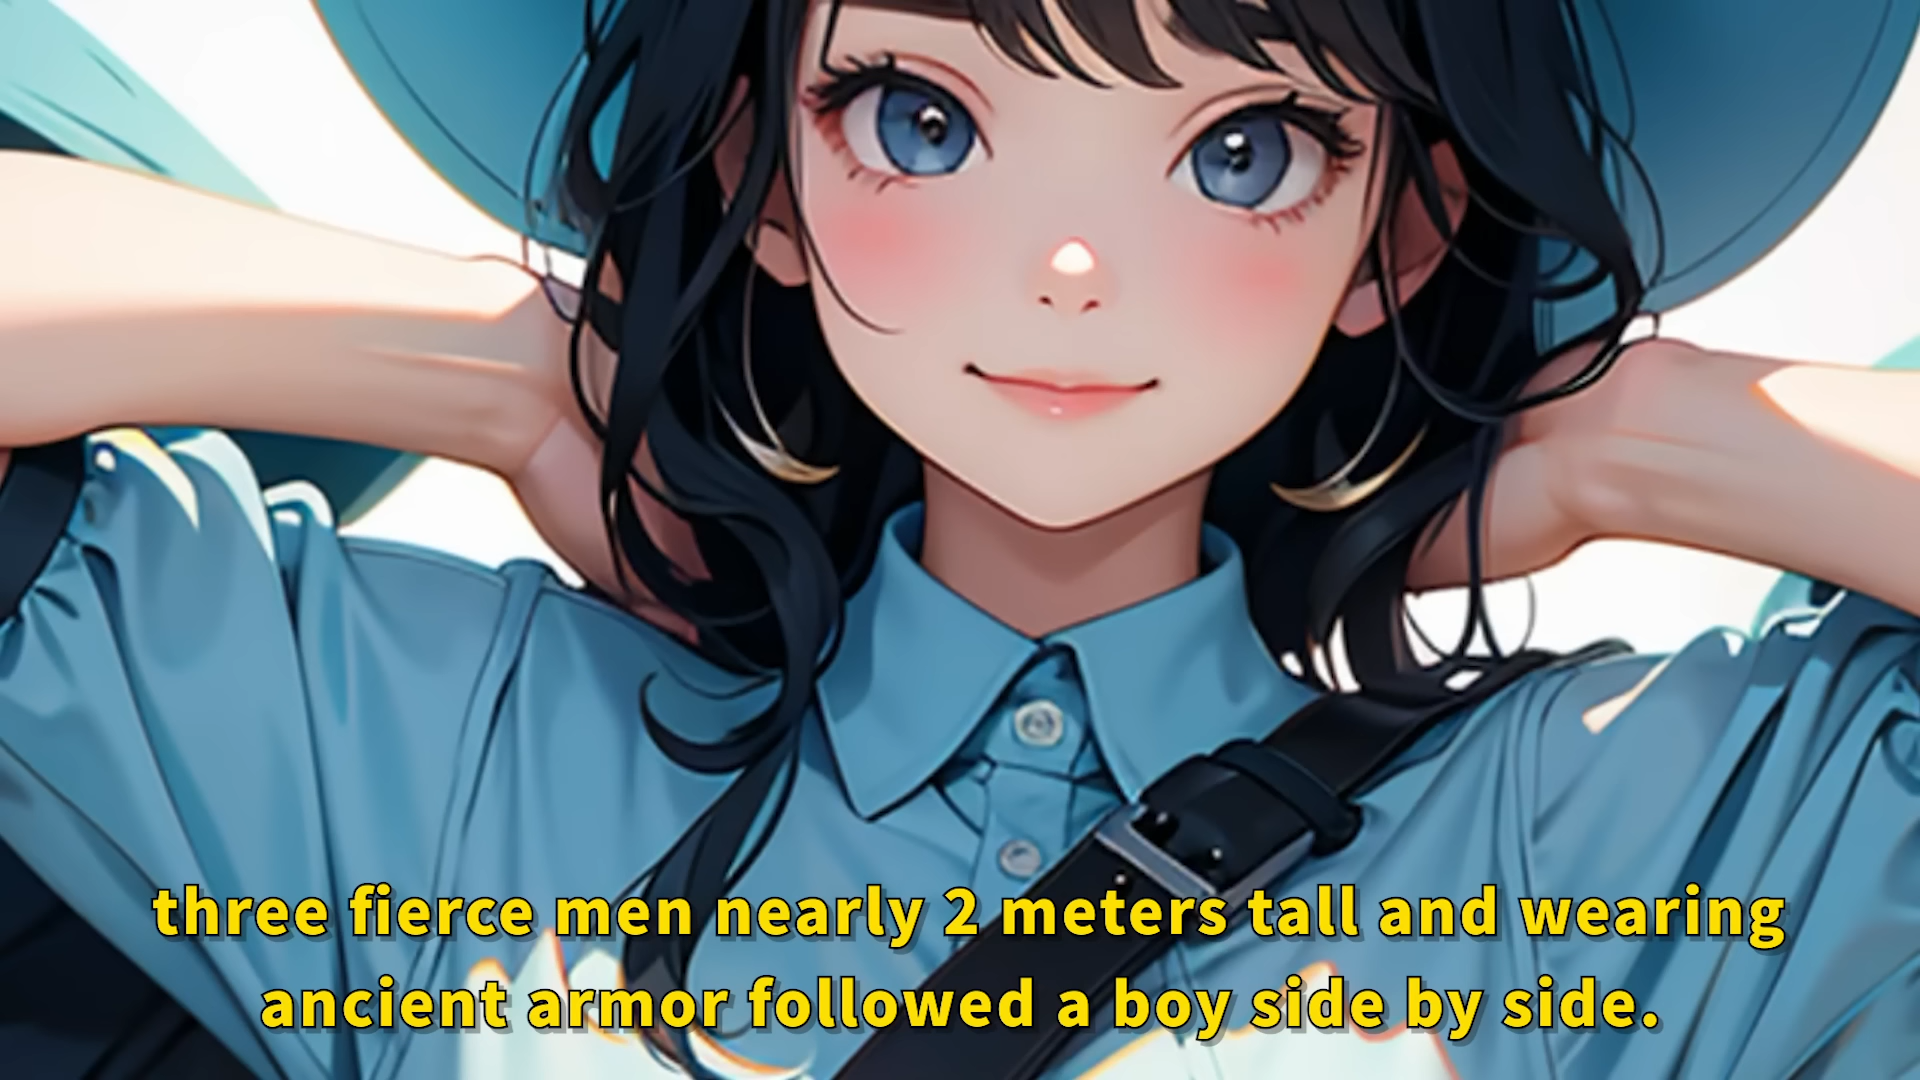 three fierce men nearly 2 meters tall and wearing
ancient armor followed a boy side by side.